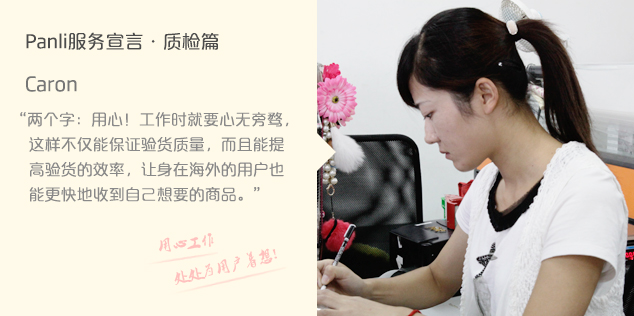 Panli服务宣言·质检篇
Caron
“两个字：用心！工作时就要心无旁骛，
这样不仅能保证验货质量，而且能提
高验货的效率，让身在海外的用户也
能更快地收到自己想要的商品。”
用心工作
处处为用户着想！